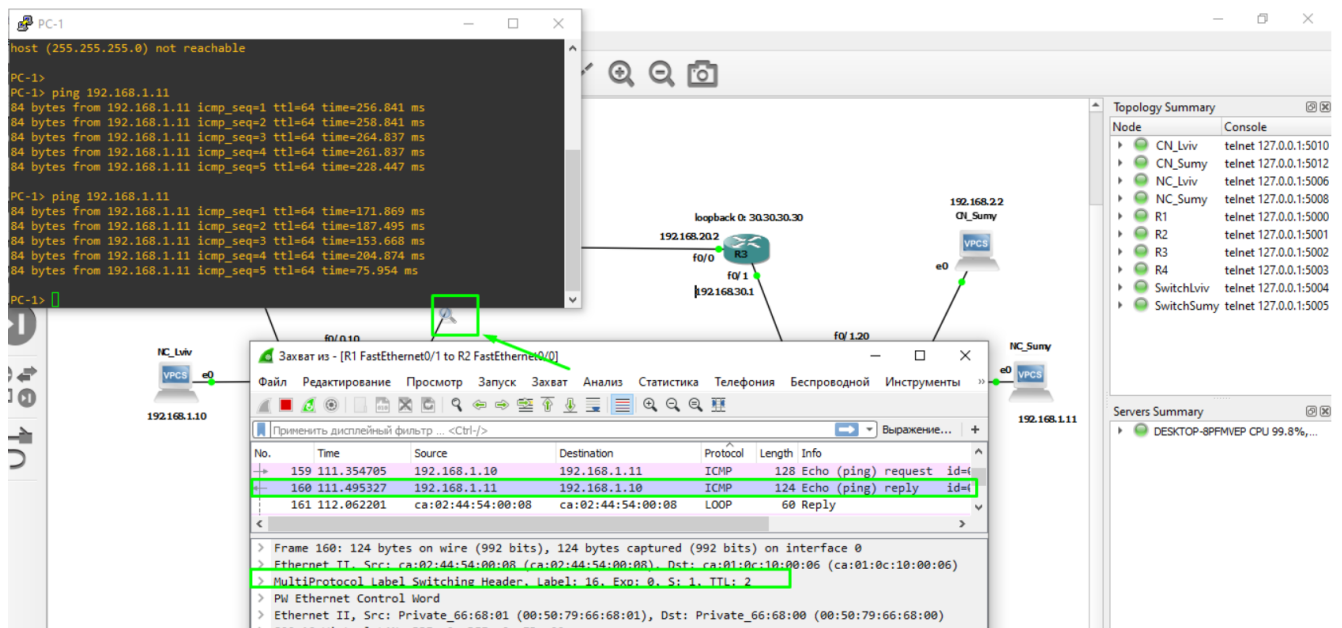 PC-1
host (255.255.255.0) not reachable
PC-1>
PC-1> ping 192.168.1.11
84 bytes from 192.168.1.11 icmp_seq=1 ttl=64 time=256.841 ms
84 bytes from 192.168.1.11 icmp_seq=2 ttl=64 time=258.841 ms
84 bytes from 192.168.1.11 icmp_seq=3 ttl=64 time=264.837 ms
84 bytes from 192.168.1.11 icmp_seq=4 ttl=64 time=261.837 ms
84 bytes from 192.168.1.11 icmp_seq=5 ttl=64 time=228.447 ms
PC-1> ping 192.168.1.11
84 bytes from 192.168.1.11 icmp_seq=1 ttl=64 time=171.869 ms
84 bytes from 192.168.1.11 icmp_seq=2 ttl=64 time=187.495 ms
84 bytes from 192.168.1.11 icmp_seq=3 ttl=64 time=153.668 ms
84 bytes from 192.168.1.11 icmp_seq=4 ttl=64 time=204.874 ms
84 bytes from 192.168.1.11 icmp_seq=5 ttl=64 time=75.954 ms
PC-1>
loopback 0: 30.30.30.30
192.168.20.2
R3
f0/0
f0/1
192.168.30.1
192.168.2.2
CN_Sumy
VPCS
e0
f0/0.10
f0/1.20
NC_Lviv
VPCS
e0
192.168.1.10
NC_Sumy
e0
VPCS
192.168.1.11
Захват из - [R1 FastEthernet0/1 to R2 FastEthernet0/0]
Файл Редактирование Просмотр Запуск Захват Анализ Статистика Телефония Беспроводной Инструменты »
Применить дисплейный фильтр ... <Ctrl-/> Выражение... +
No. Time Source Destination Protocol Length Info
159 111.354705 192.168.1.10 192.168.1.11 ICMP 128 Echo (ping) request
160 111.495327 192.168.1.11 192.168.1.10 ICMP 124 Echo (ping) reply
161 112.062201 ca:02:44:54:00:08 ca:02:44:54:00:08 LOOP 60 Reply
> Frame 160: 124 bytes on wire (992 bits), 124 bytes captured (992 bits) on interface 0
> Ethernet II, Src: ca:02:44:54:00:08 (ca:02:44:54:00:08), Dst: ca:01:0c:10:00:06 (ca:01:0c:10:00:06)
> MultiProtocol Label Switching Header, Label: 16, Exp: 0, S: 1, TTL: 2
> PW Ethernet Control Word
> Ethernet II, Src: Private_66:68:01 (00:50:79:66:68:01), Dst: Private_66:68:00 (00:50:79:66:68:00)
Topology Summary
Node Console
CN_Lviv telnet 127.0.0.1:5010
CN_Sumy telnet 127.0.0.1:5012
NC_Lviv telnet 127.0.0.1:5006
NC_Sumy telnet 127.0.0.1:5008
R1 telnet 127.0.0.1:5000
R2 telnet 127.0.0.1:5001
R3 telnet 127.0.0.1:5002
R4 telnet 127.0.0.1:5003
SwitchLviv telnet 127.0.0.1:5004
SwitchSumy telnet 127.0.0.1:5005
Servers Summary
DESKTOP-8PFMVEP CPU 99.8%,...